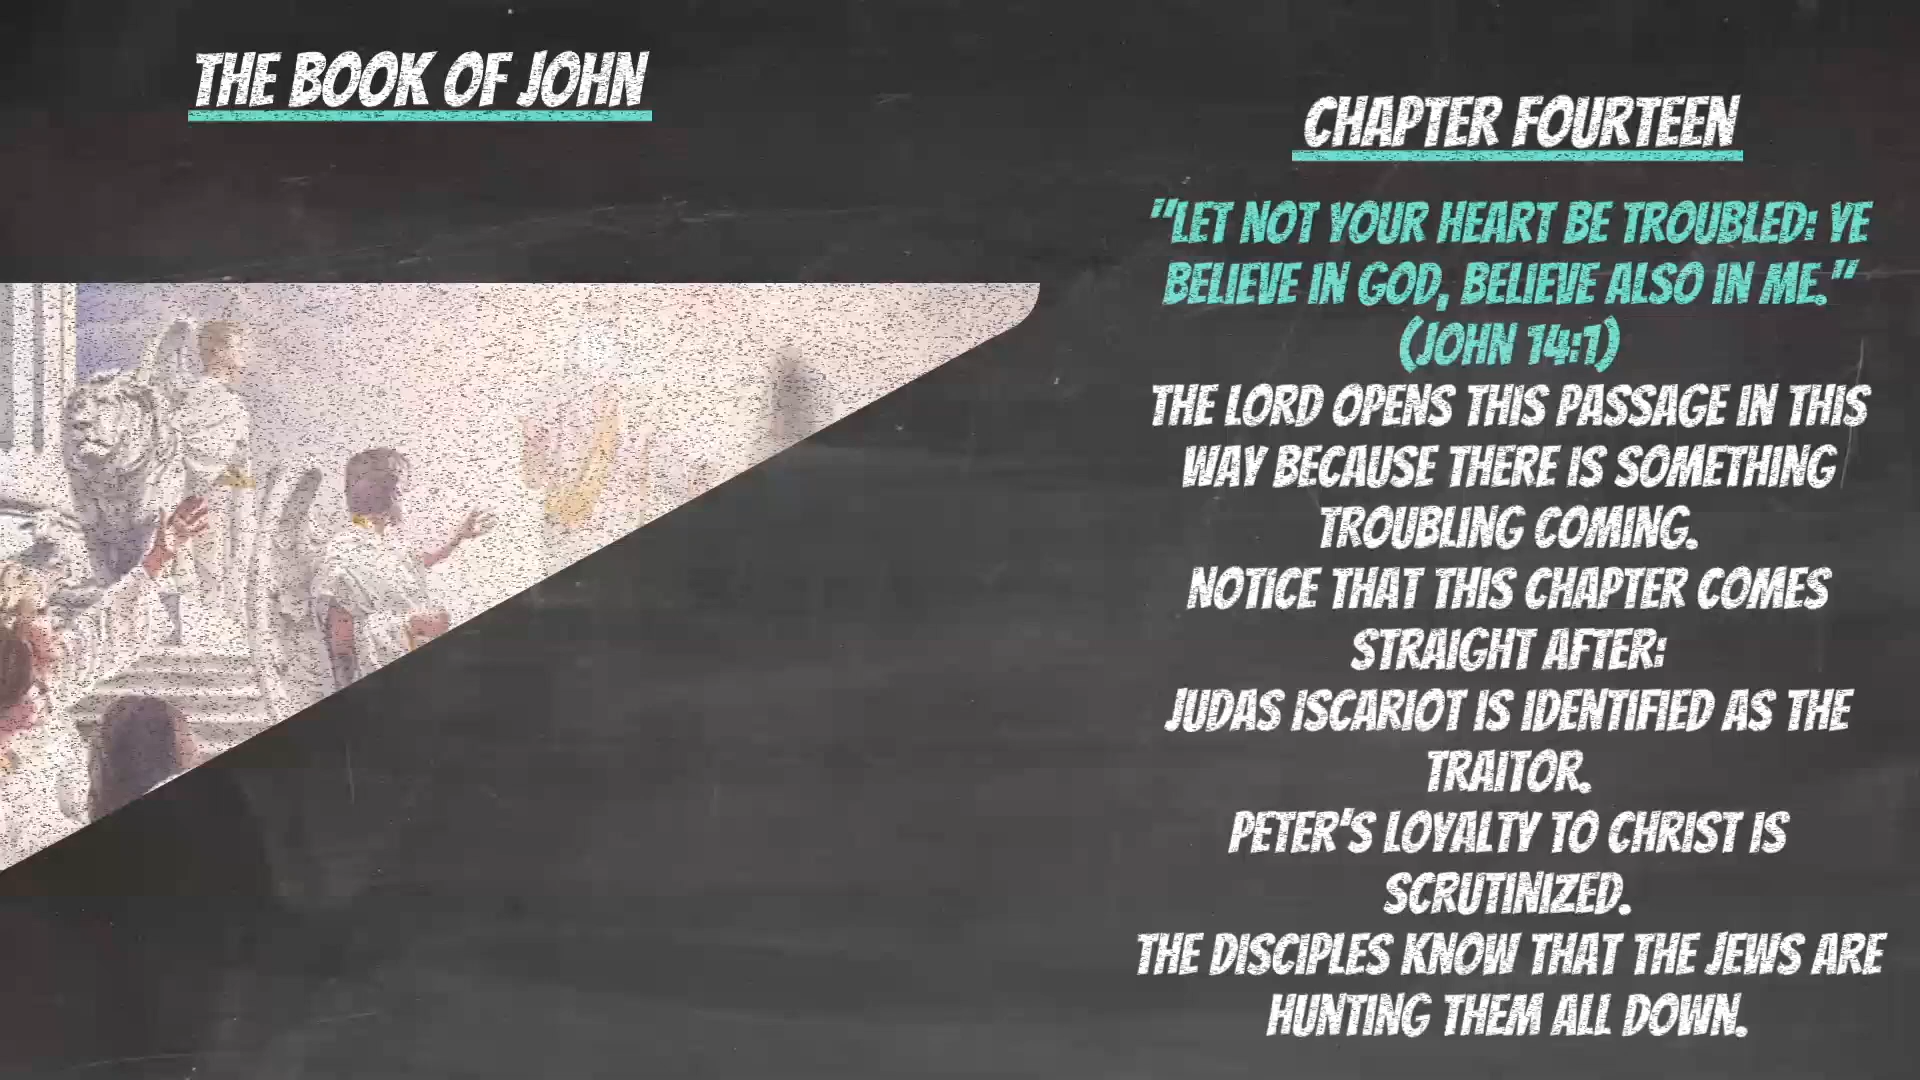 THE BOOK OF JOHN
CHAPTER FOURTEEN
"LET NOT YOUR HEART BE TROUBLED: YE
BELIEVE IN GOD, BELIEVE ALSO IN ME."
(JOHN 14:1)
THE LORD OPENS THIS PASSAGE IN THIS
WAY BECAUSE THERE IS SOMETHING
TROUBLING COMING.
NOTICE THAT THIS CHAPTER COMES
STRAIGHT AFTER:
JUDAS ISCARIOT IS IDENTIFIED AS THE
TRAITOR.
PETER'S LOYALTY TO CHRIST IS
SCRUTINIZED.
THE DISCIPLES KNOW THAT THE JEWS ARE
HUNTING THEM ALL DOWN.